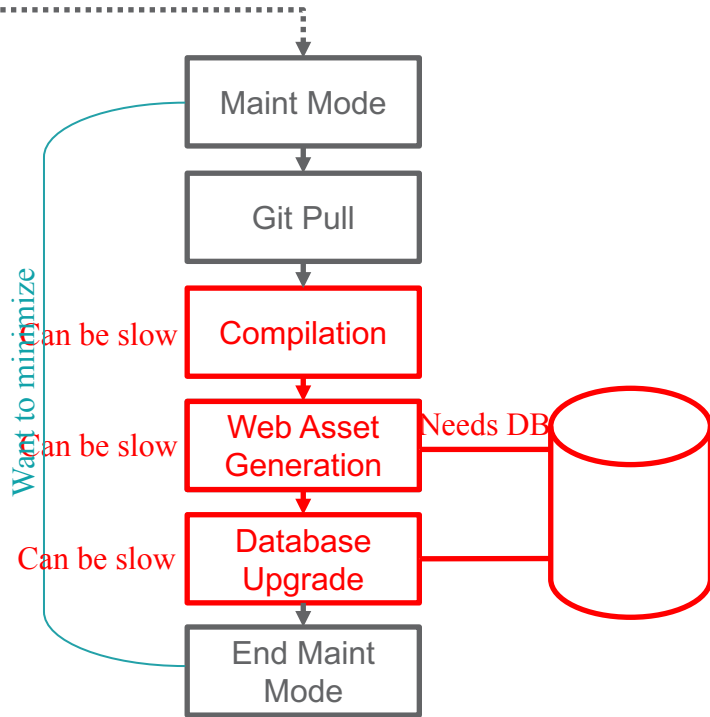 Maint Mode
Git Pull
Want to minimize
Can be slow
Compilation
Can be slow
Web Asset
Generation
Needs DB
Can be slow
Database
Upgrade
End Maint
Mode